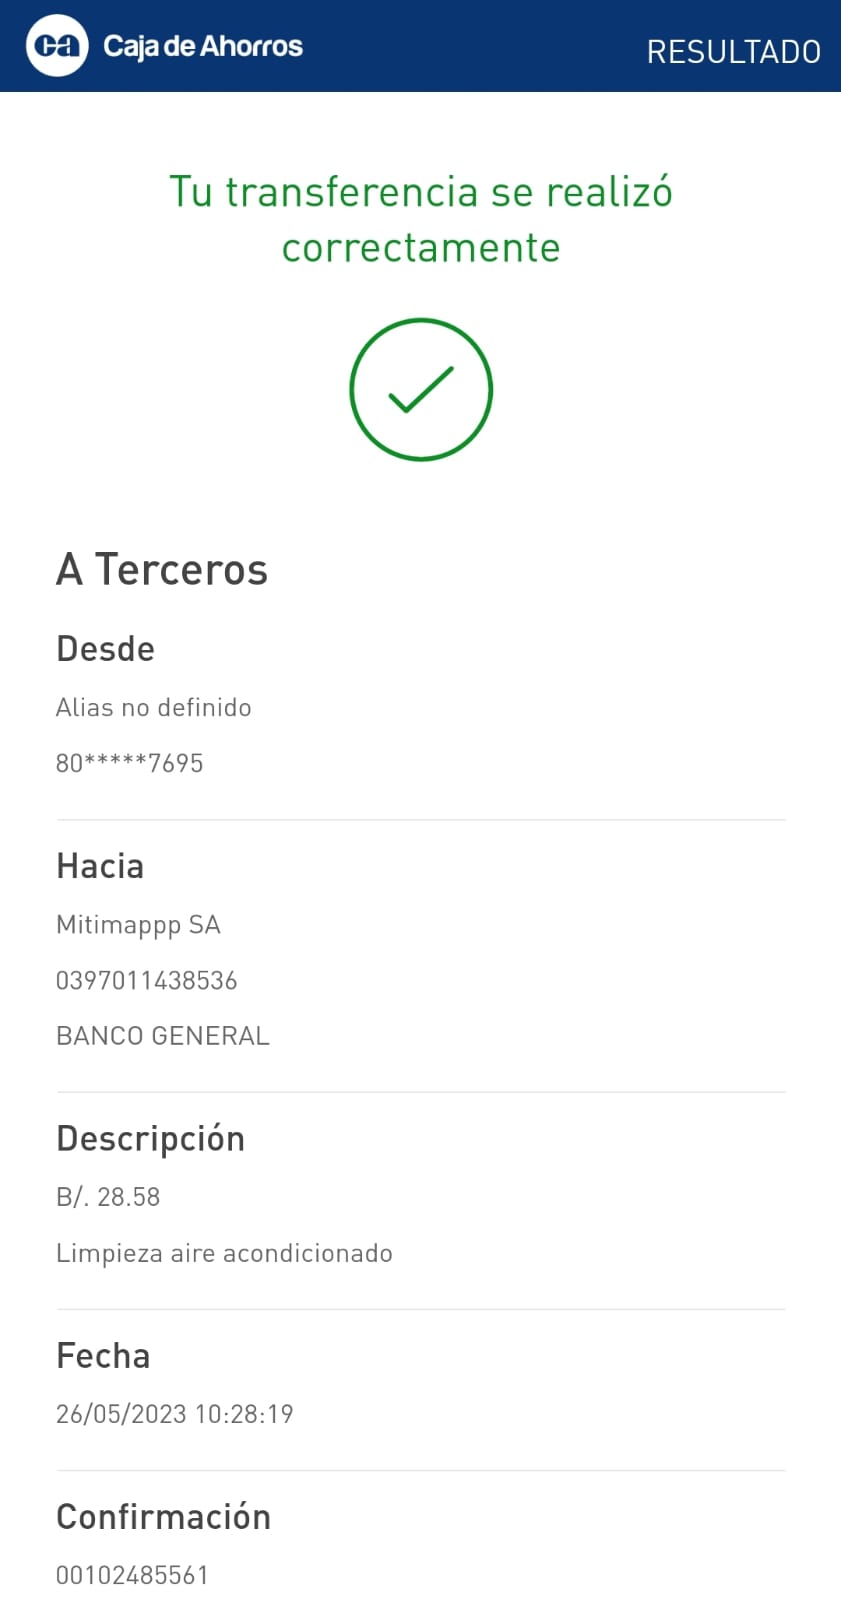 ca Caja de Ahorros
RESULTADO
Tu transferencia se realizó
correctamente
A Terceros
Desde
Alias no definido
80*****7695
Hacia
Mitimappp SA
0397011438536
BANCO GENERAL
Descripción
B/. 28.58
Limpieza aire acondicionado
Fecha
26/05/2023 10:28:19
Confirmación
00102485561